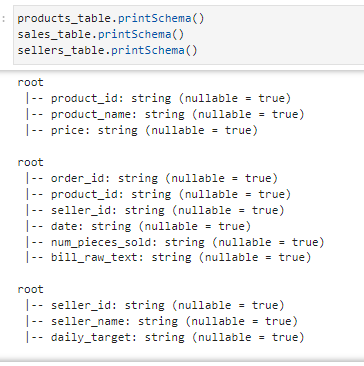 :
products_table.printSchema()
sales_table.printSchema()
sellers_table.printSchema()
root
|-- product_id: string (nullable = true)
|-- product_name: string (nullable = true)
|-- price: string (nullable = true)
root
|-- order_id: string (nullable = true)
|-- product_id: string (nullable = true)
|-- seller_id: string (nullable = true)
|-- date: string (nullable = true)
|-- num_pieces_sold: string (nullable = true)
|-- bill_raw_text: string (nullable = true)
root
|-- seller_id: string (nullable = true)
|-- seller_name: string (nullable = true)
|-- daily_target: string (nullable = true)